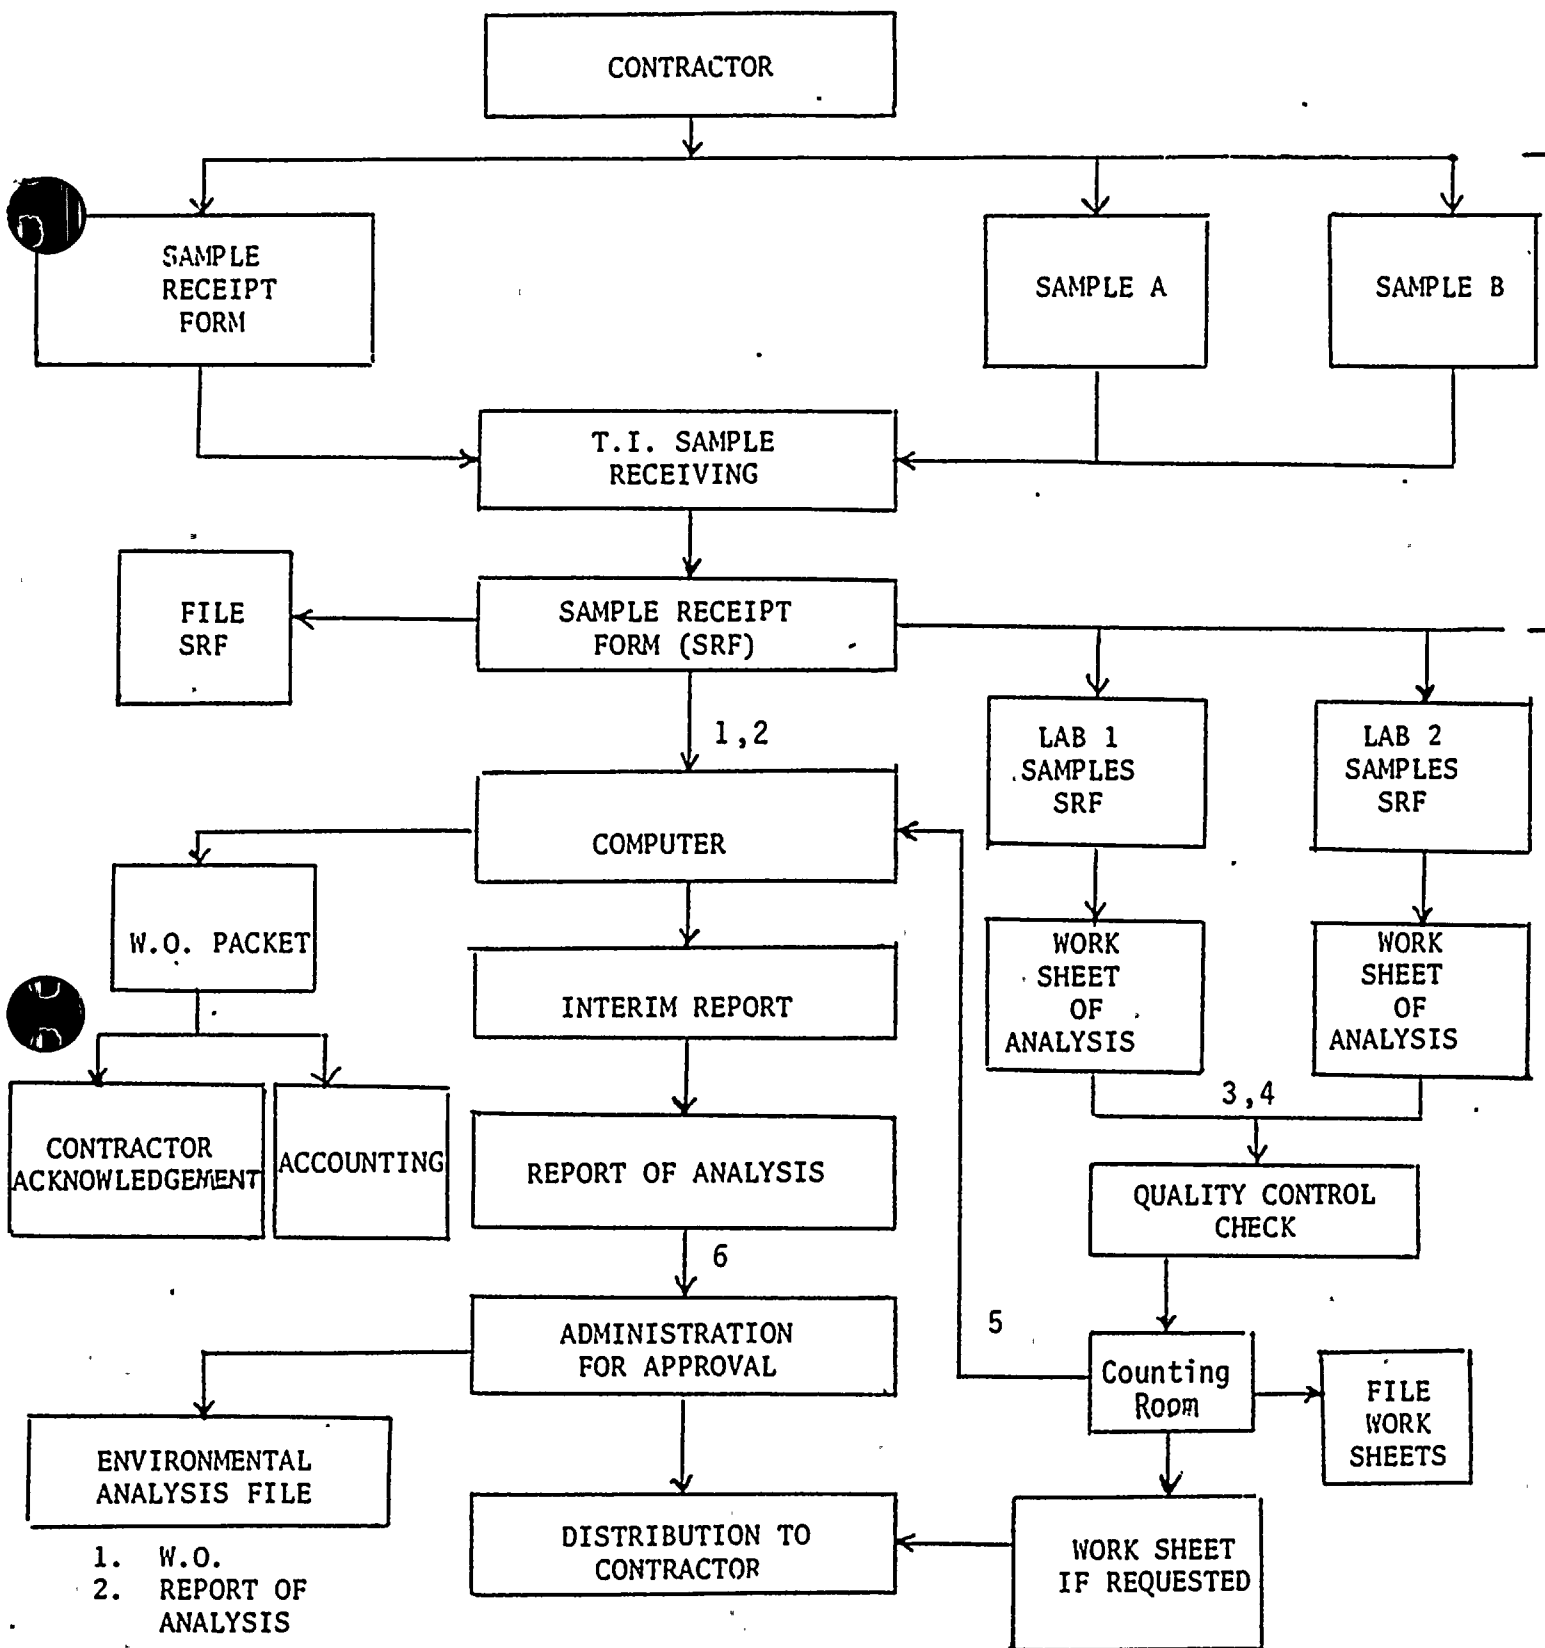 CONTRACTOR
SAMPLE
RECEIPT
FORM
SAMPLE A
SAMPLE B
T.I. SAMPLE
RECEIVING
FILE
SRF
SAMPLE RECEIPT
FORM (SRF)
1,2
LAB 1
SAMPLES
SRF
LAB 2
SAMPLES
SRF
COMPUTER
W.O. PACKET
INTERIM REPORT
WORK
SHEET
OF
ANALYSIS
WORK
SHEET
OF
ANALYSIS
3,4
CONTRACTOR
ACKNOWLEDGEMENT
ACCOUNTING
REPORT OF ANALYSIS
QUALITY CONTROL
CHECK
6
5
ADMINISTRATION
FOR APPROVAL
Counting
Room
FILE
WORK
SHEETS
ENVIRONMENTAL
ANALYSIS FILE
1. W.O.
2. REPORT OF
ANALYSIS
DISTRIBUTION TO
CONTRACTOR
WORK SHEET
IF REQUESTED